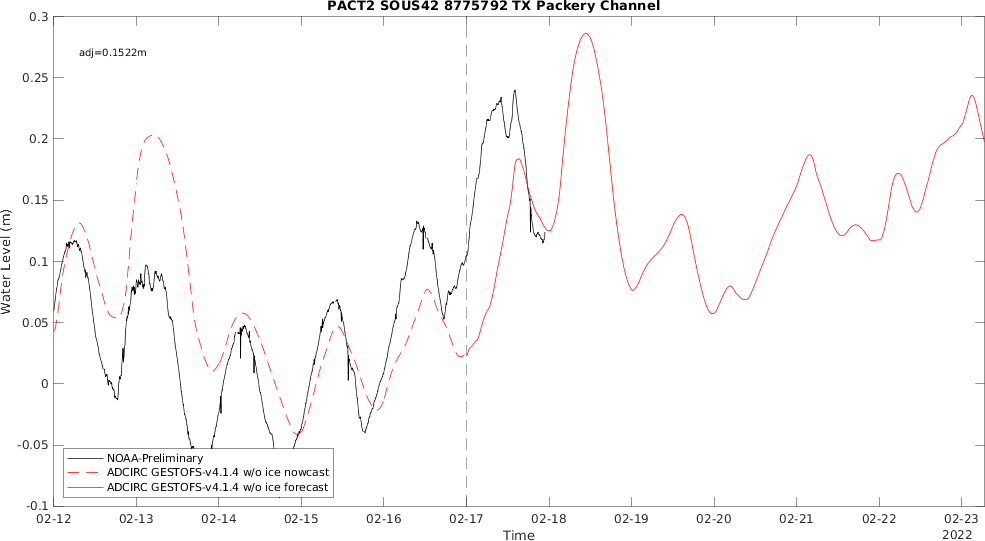 PACT2 SOUS42 8775792 TX Packery Channel
0.3
adj=0.1522m
0.25
0.2
0.15
0.1
0.05
0
-0.05
-0.1
Water Level (m)
NOAA-Preliminary
ADCIRC GESTOFS-v4.1.4 w/o ice nowcast
ADCIRC GESTOFS-v4.1.4 w/o ice forecast
02-12 02-13 02-14 02-15 02-16 02-17 02-18 02-19 02-20 02-21 02-22 02-23
Time
2022